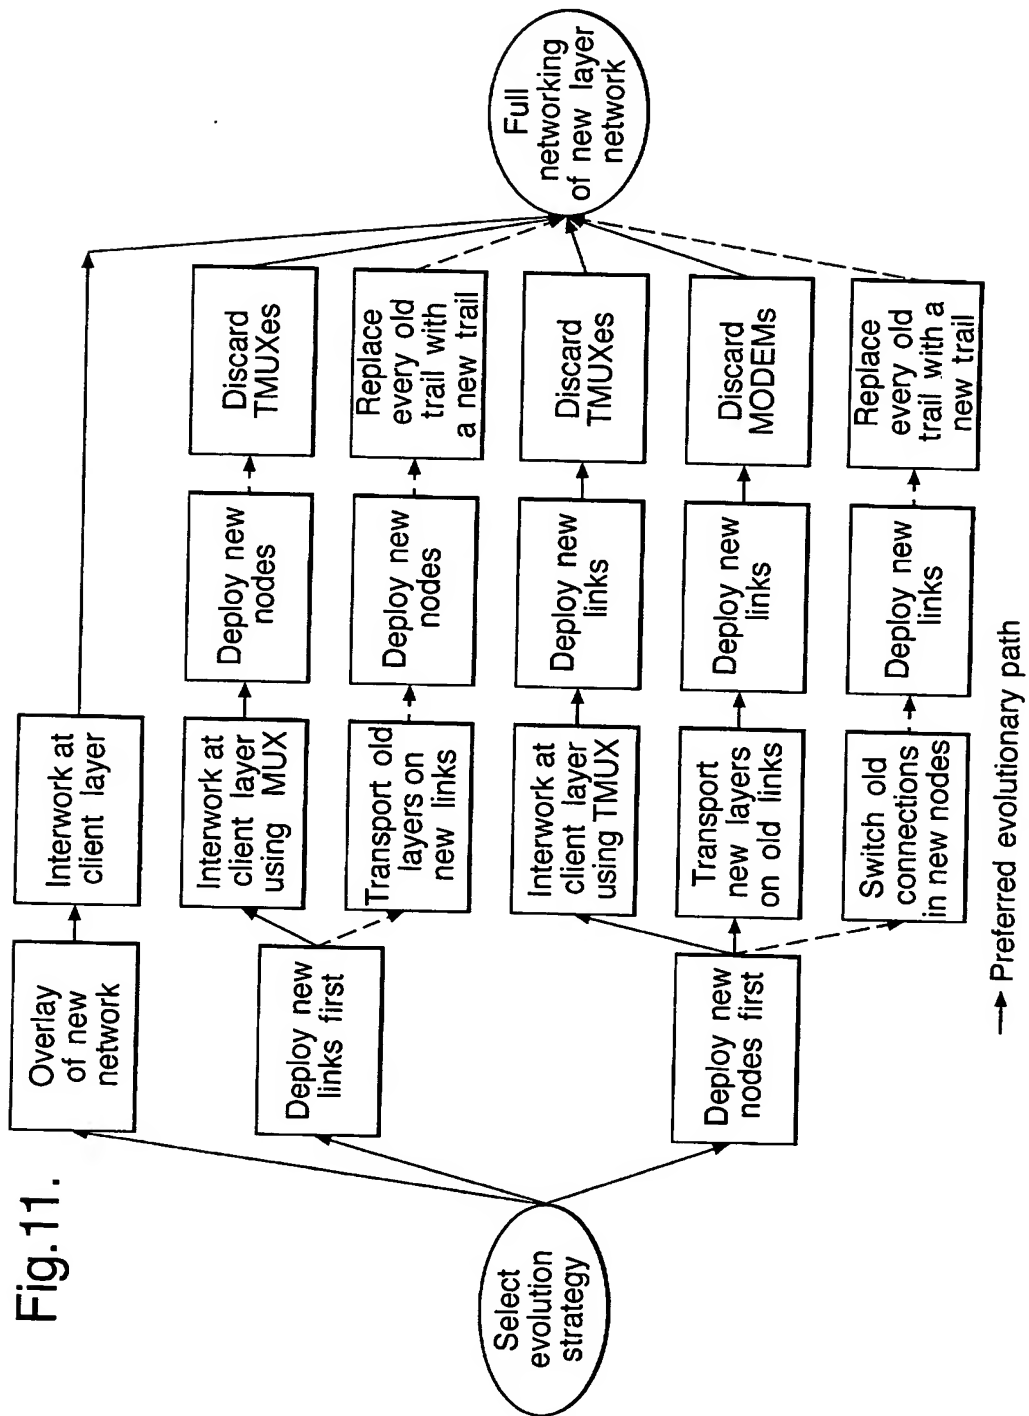 Fig.11.
Select
evolution
strategy
Overlay
of new
network
Interwork at
client layer
Deploy new
links first
Interwork at
client layer
using MUX
Deploy new
nodes
Discard
TMUXes
Transport old
layers on
new links
Deploy new
nodes
Replace
every old
trail with
a new trail
Deploy new
nodes first
Interwork at
client layer
using TMUX
Deploy new
links
Discard
TMUXes
Transport
new layers
on old links
Deploy new
links
Discard
MODEMs
Switch old
connections
in new nodes
Deploy new
links
Replace
every old
trail with a
new trail
Full
networking
of new layer
network
Preferred evolutionary path